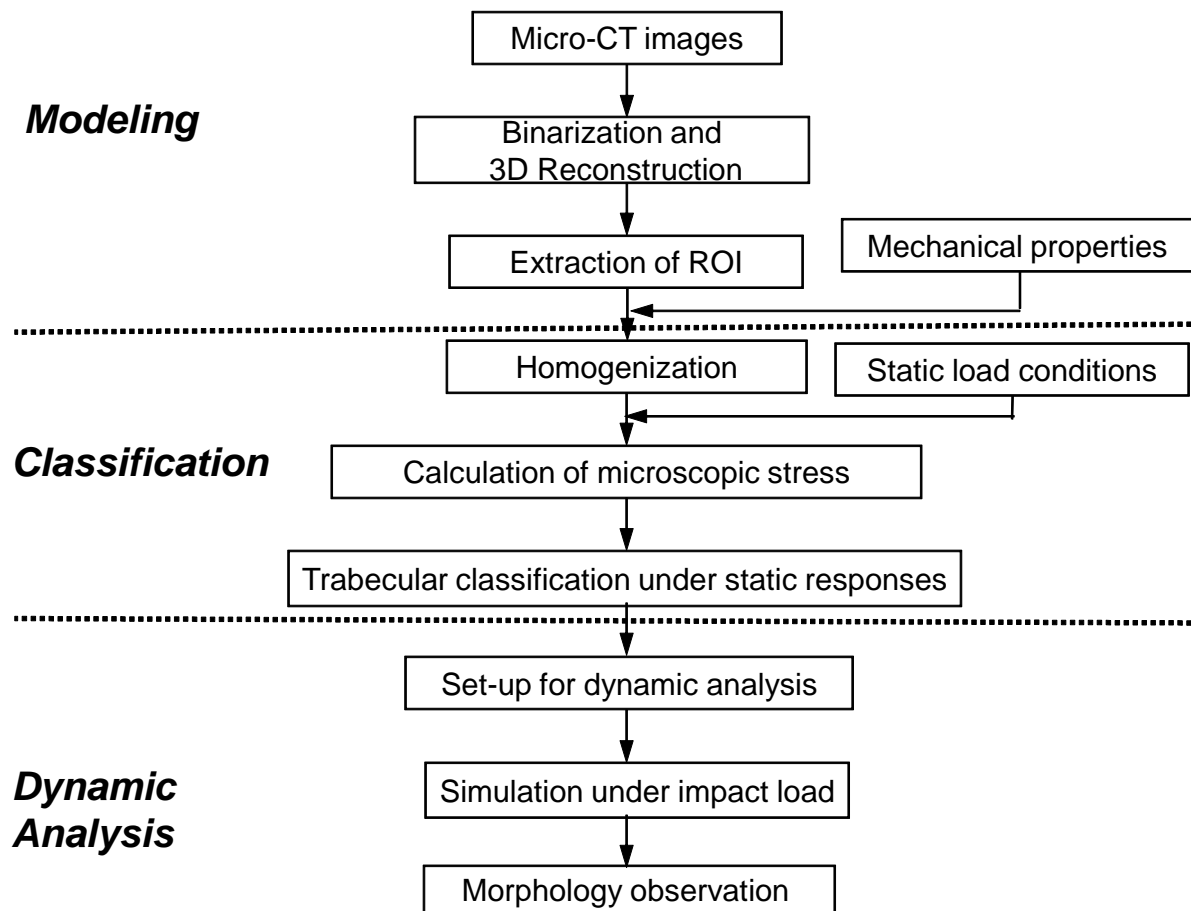 Micro-CT images
Modeling
Binarization and
3D Reconstruction
Extraction of ROI
Mechanical properties
Homogenization
Static load conditions
Classification
Calculation of microscopic stress
Trabecular classification under static responses
Set-up for dynamic analysis
Dynamic
Analysis
Simulation under impact load
Morphology observation